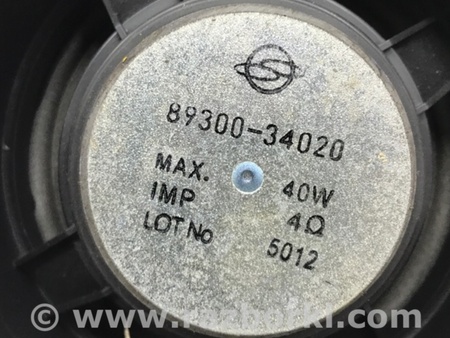 89300-34020
MAX. 40W
IMP 4Ω
LOT No 5012
© www.razborki.com